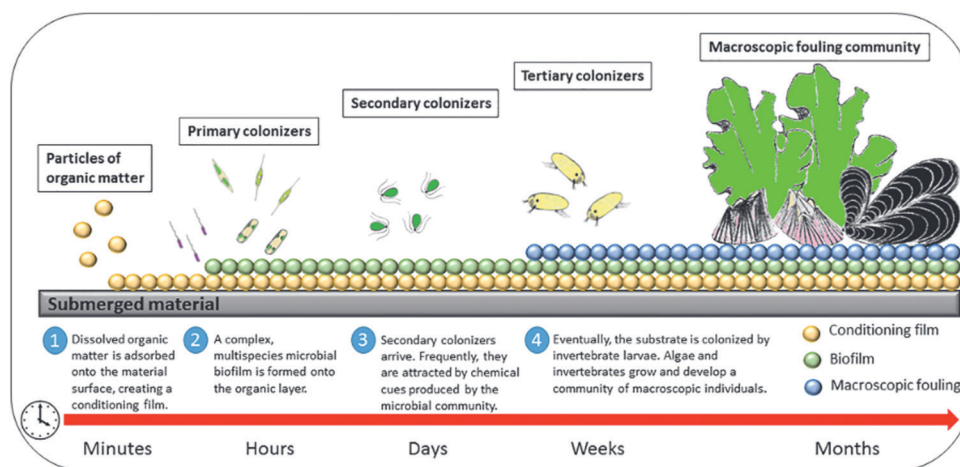 Macroscopic fouling community
Tertiary colonizers
Secondary colonizers
Primary colonizers
Particles of
organic matter
Submerged material
1 Dissolved organic
matter is adsorbed
onto the material
surface, creating a
conditioning film.
2 A complex,
multispecies microbial
biofilm is formed onto
the organic layer.
3 Secondary colonizers
arrive. Frequently, they
are attracted by chemical
cues produced by the
microbial community.
4 Eventually, the substrate is colonized by
invertebrate larvae. Algae and
invertebrates grow and develop a
community of macroscopic individuals.
Conditioning film
Biofilm
Macroscopic fouling
Minutes
Hours
Days
Weeks
Months